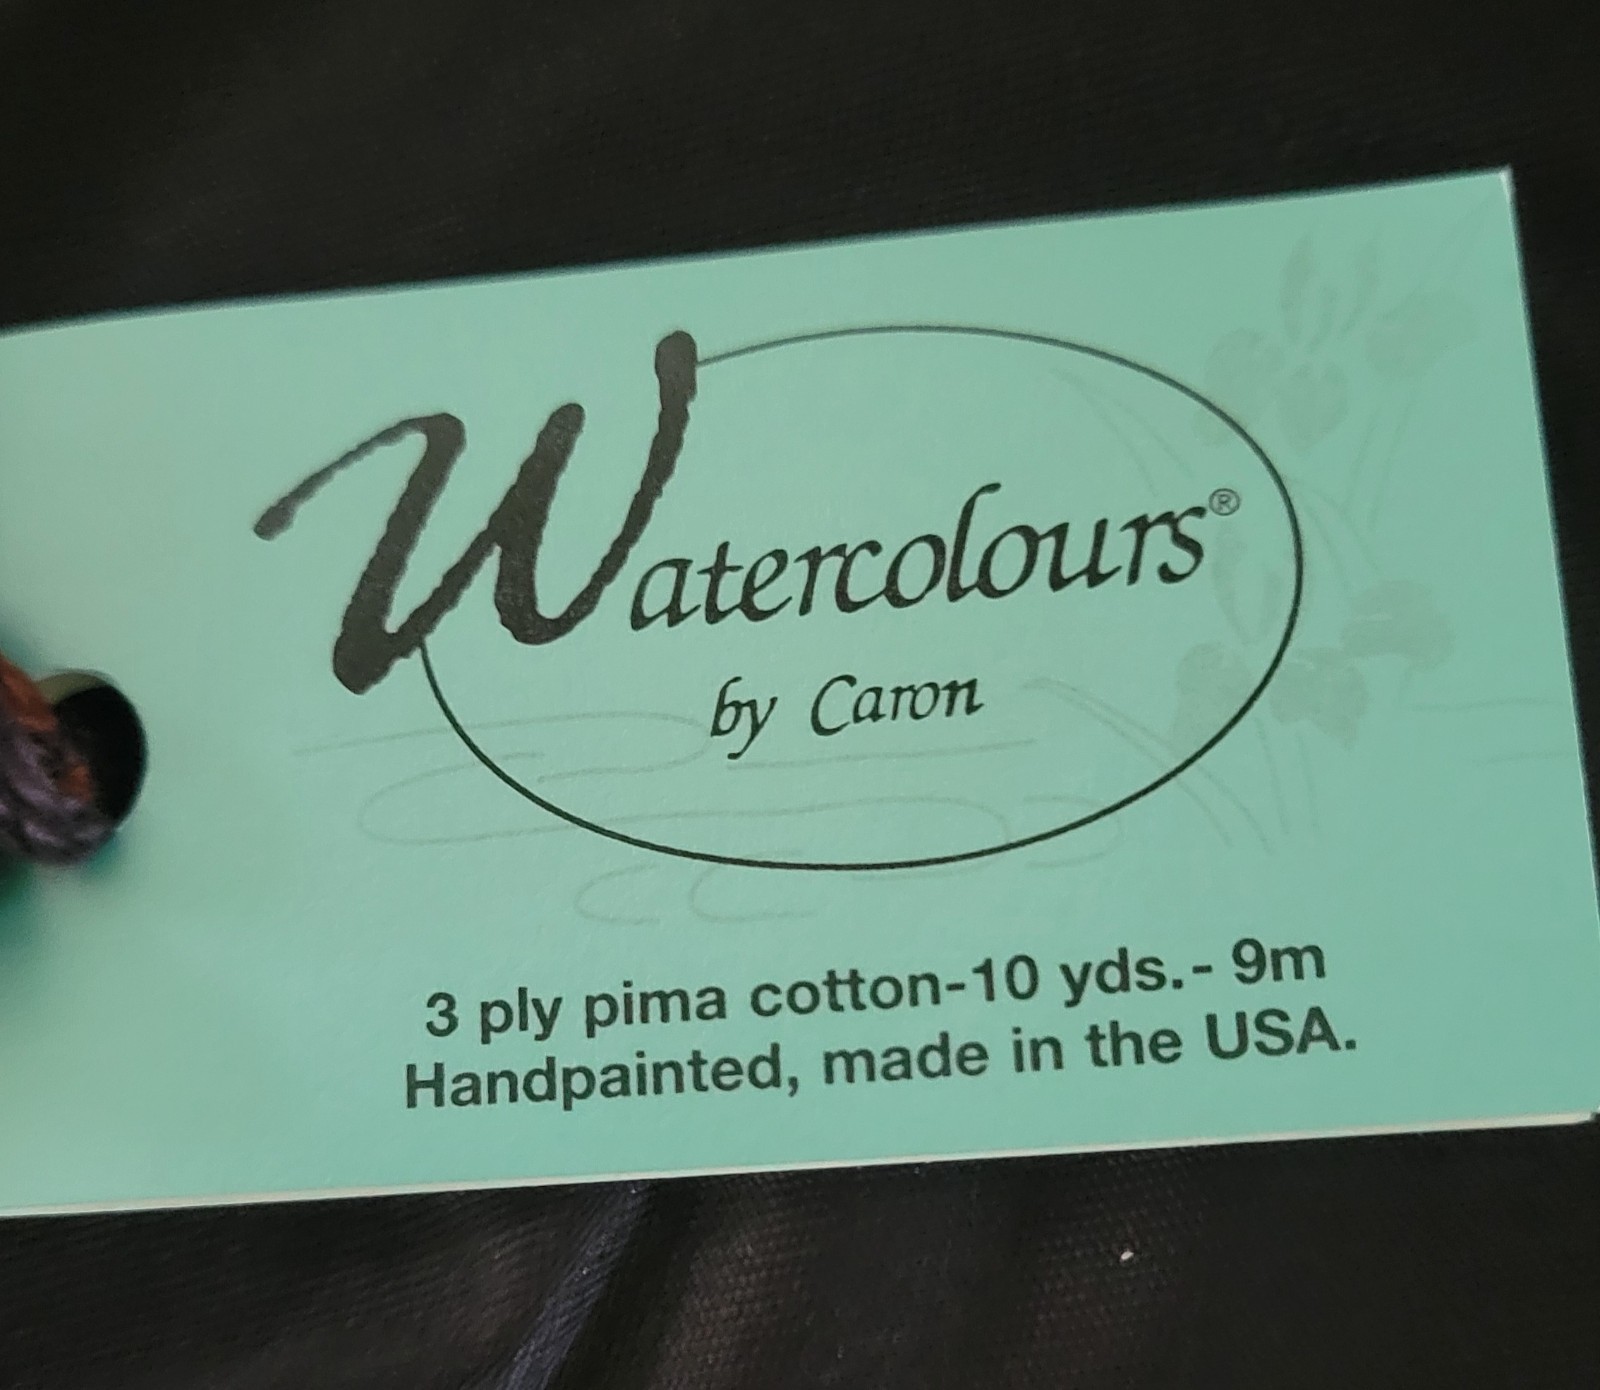 Watercolours®
by Caron
3 ply pima cotton-10 yds.- 9m
Handpainted, made in the USA.